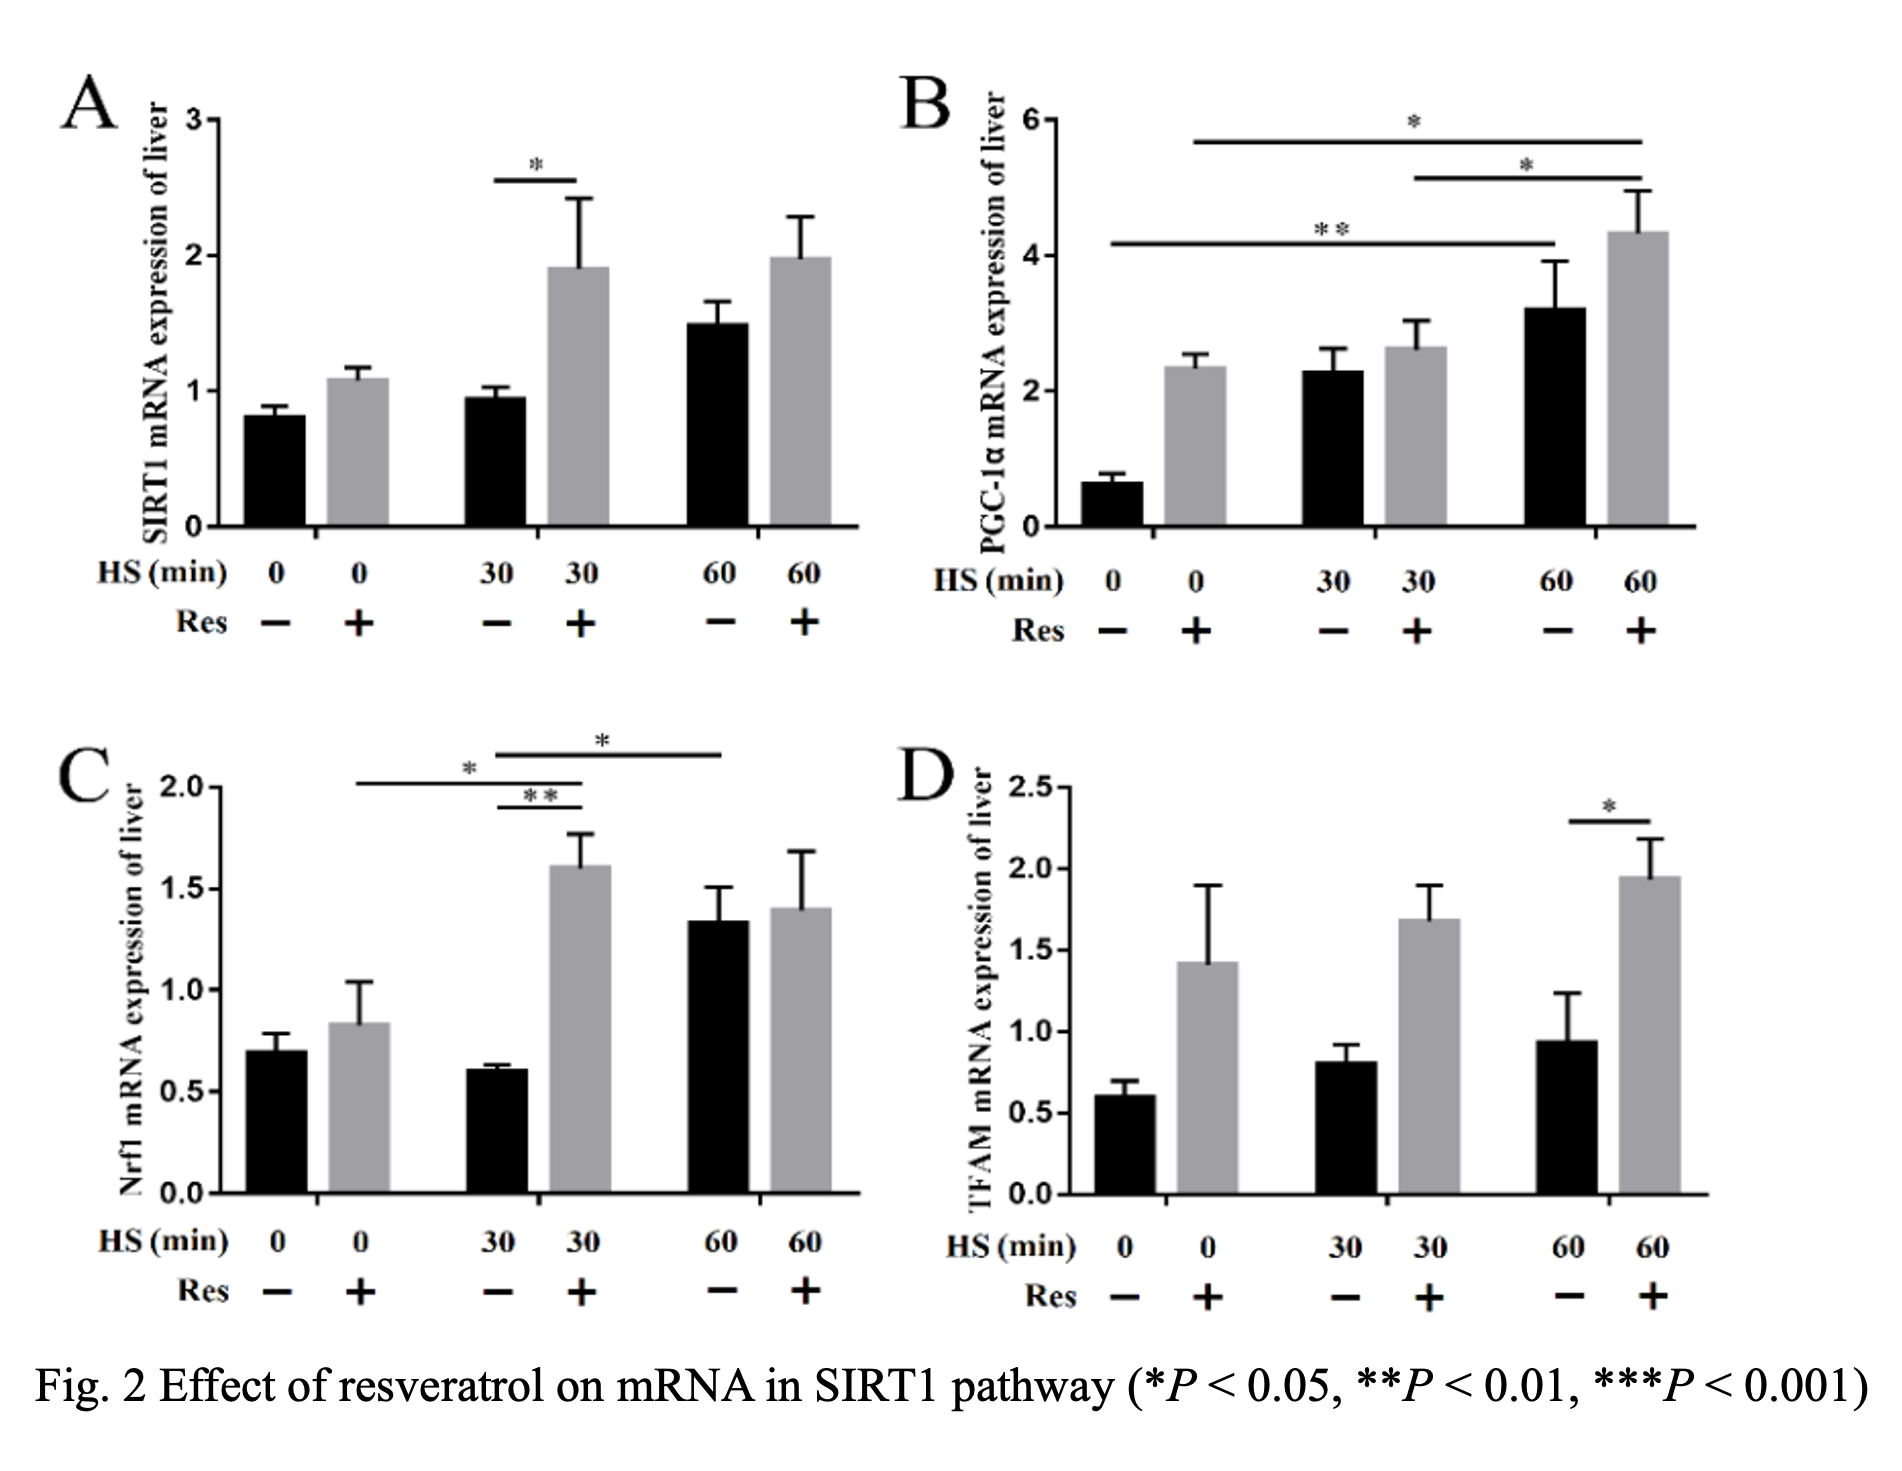 A
SIRT1 mRNA expression of liver
3
2
1
0
*
HS (min) 0 0 30 30 60 60
Res − + − + − +
B
PGC-1α mRNA expression of liver
6
4
2
0
*
*
**
HS (min) 0 0 30 30 60 60
Res − + − + − +
C
Nrf1 mRNA expression of liver
2.0
1.5
1.0
0.5
0.0
*
*
**
HS (min) 0 0 30 30 60 60
Res − + − + − +
D
TFAM mRNA expression of liver
2.5
2.0
1.5
1.0
0.5
0.0
*
HS (min) 0 0 30 30 60 60
Res − + − + − +
Fig. 2 Effect of resveratrol on mRNA in SIRT1 pathway (*P < 0.05, **P < 0.01, ***P < 0.001)